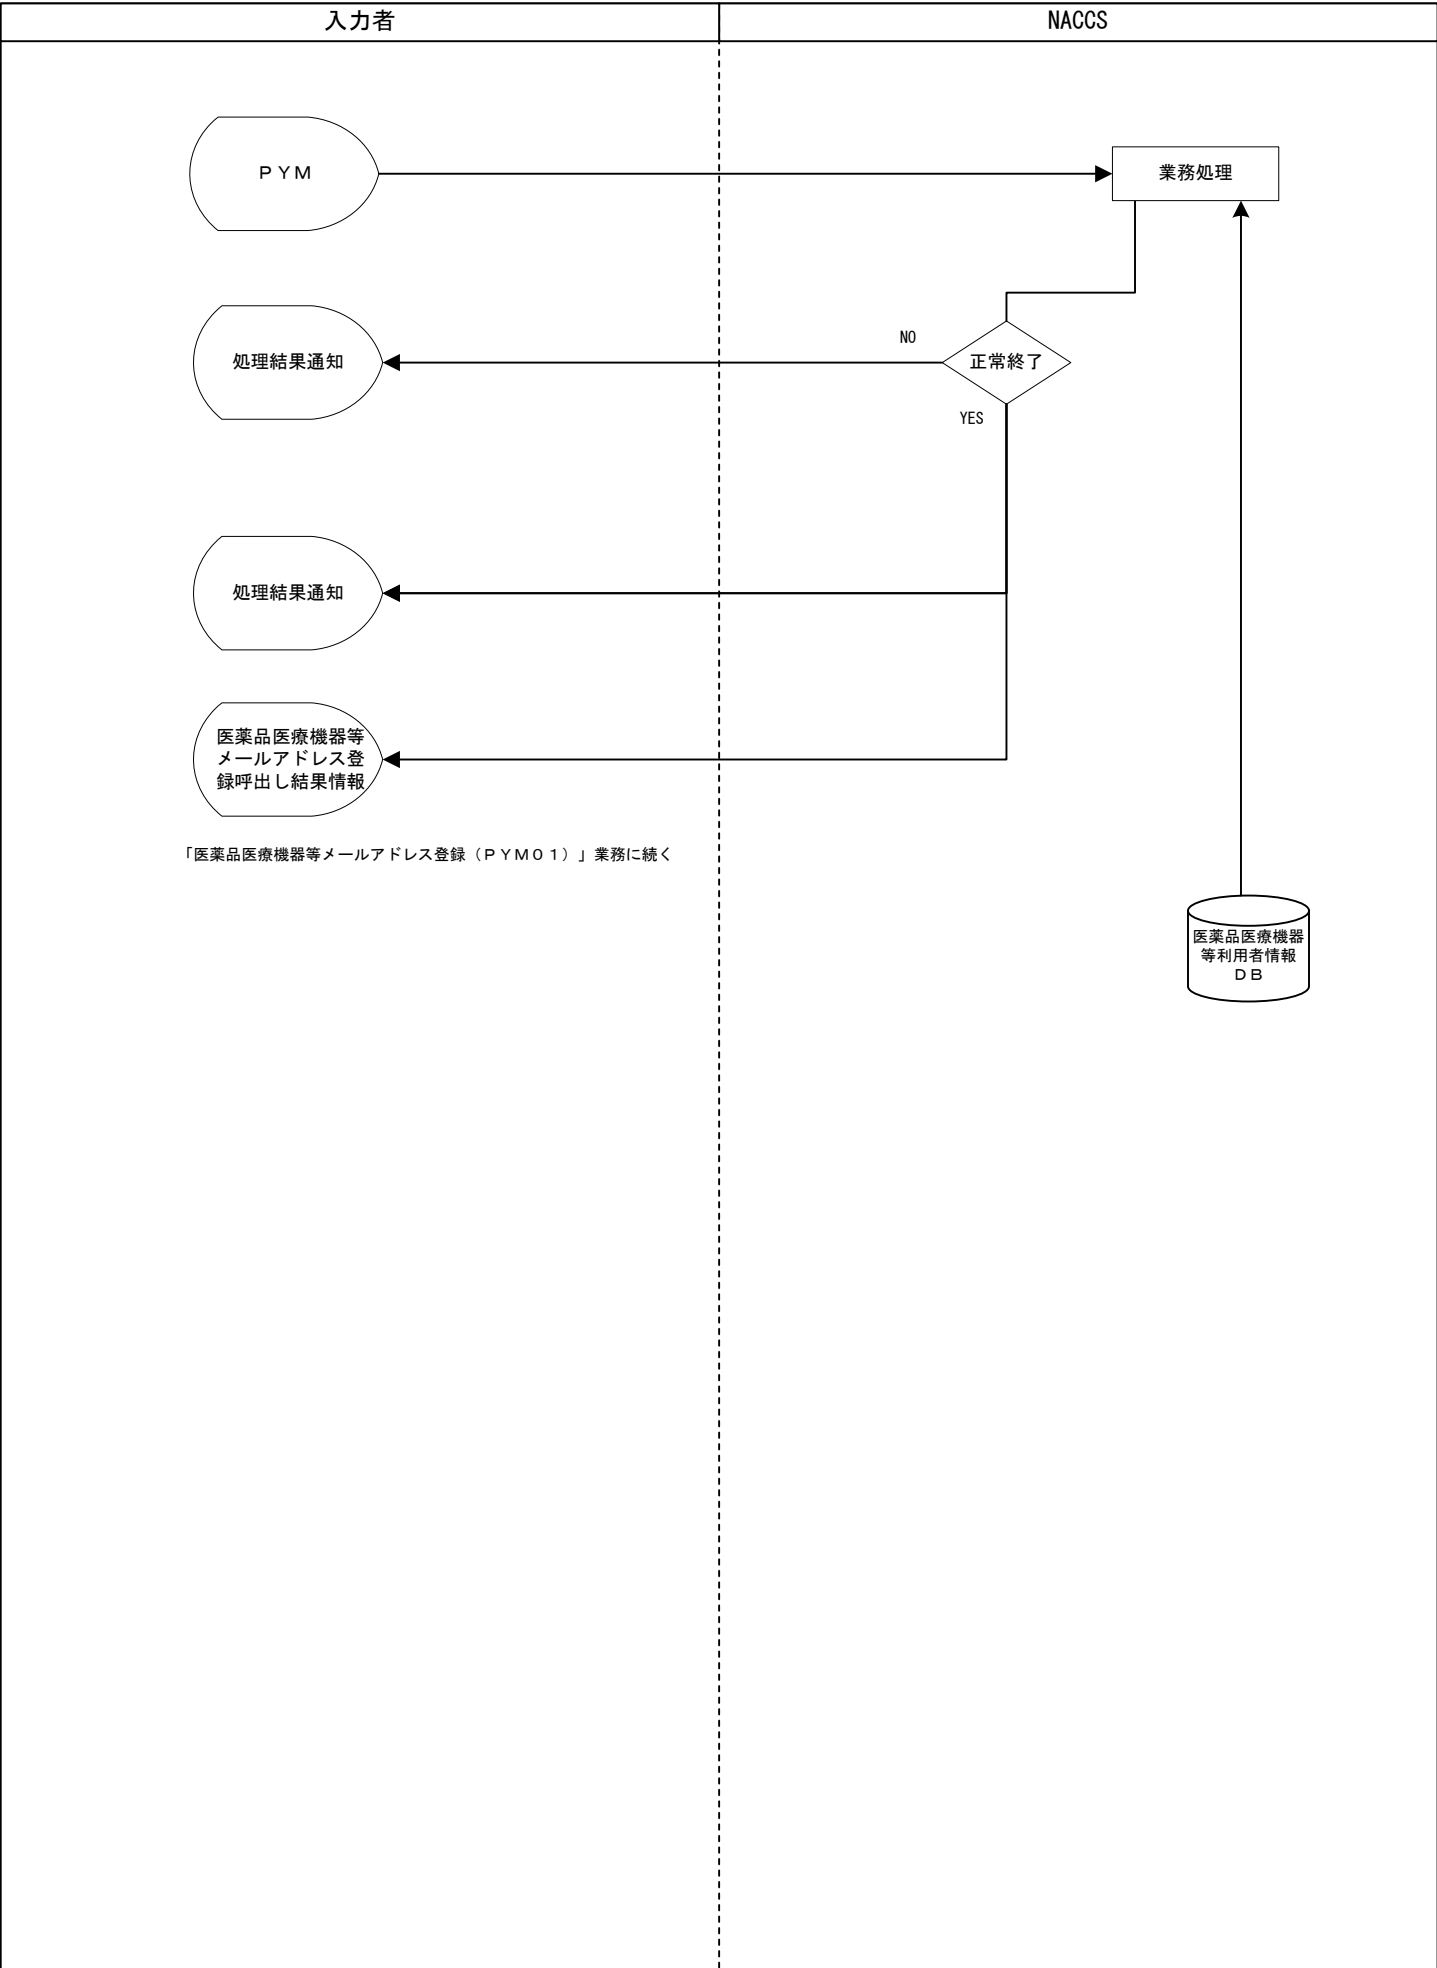 入力者
NACCS
ＰＹＭ
業務処理
NO
処理結果通知
正常終了
YES
処理結果通知
医薬品医療機器等
メールアドレス登
録呼出し結果情報
「医薬品医療機器等メールアドレス登録（ＰＹＭ０１）」業務に続く
医薬品医療機器
等利用者情報
ＤＢ